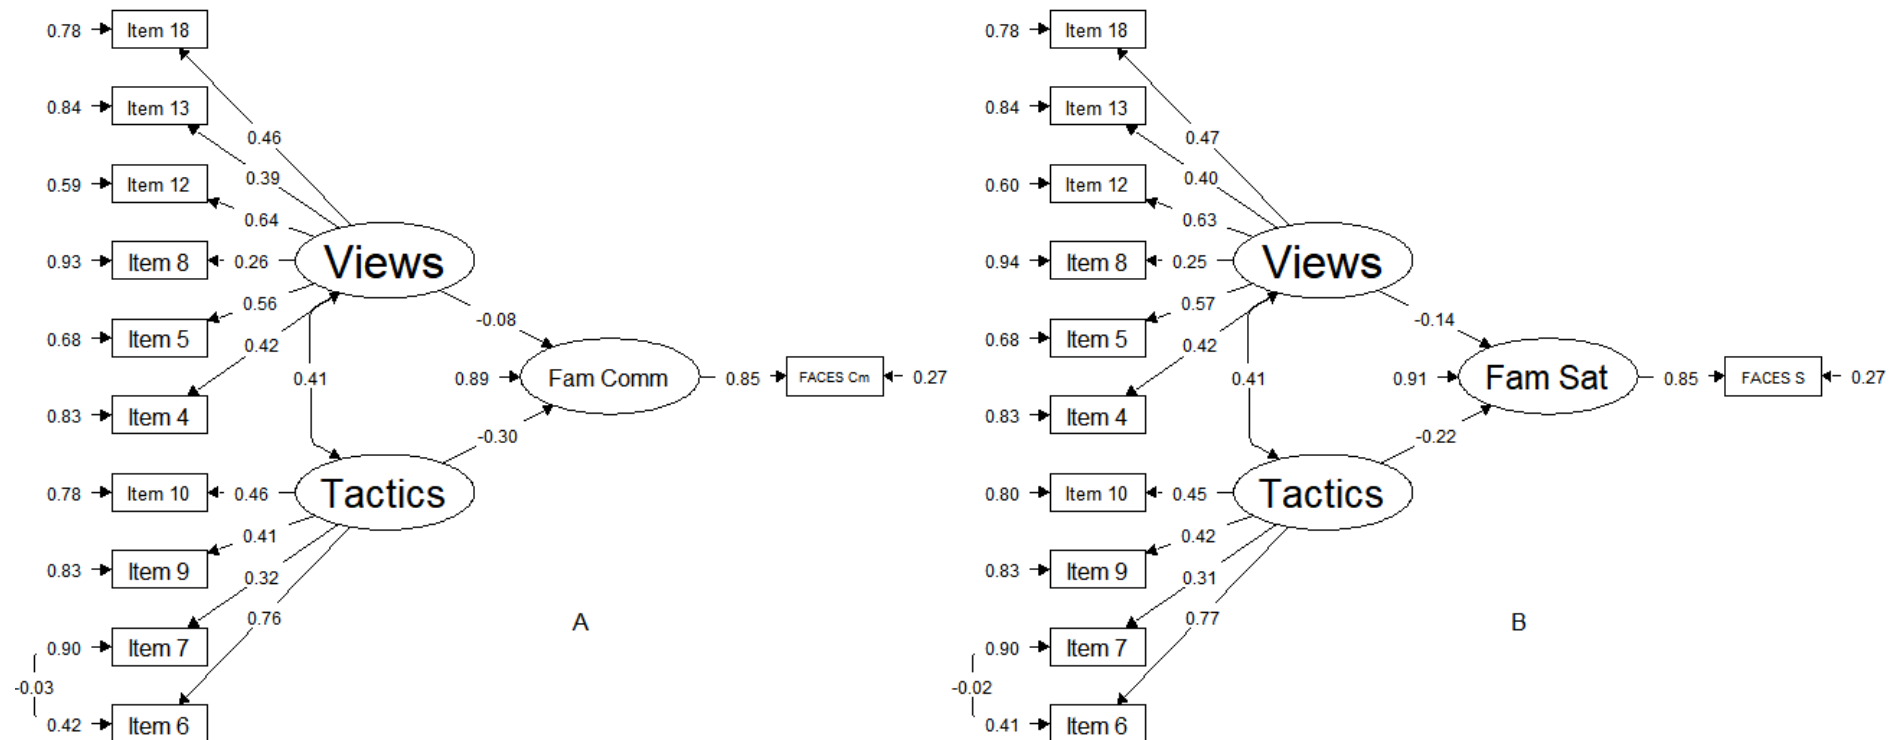 0.78 Item 18
0.84 Item 13
0.59 Item 12
0.93 Item 8
0.68 Item 5
0.83 Item 4
0.78 Item 10
0.83 Item 9
0.90 Item 7
-0.03
0.42 Item 6
0.46
0.39
0.64
0.26
0.56
0.42
Views
0.41
Tactics
0.46
0.41
0.32
0.76
-0.08
-0.30
0.89 Fam Comm 0.85 FACES Cm 0.27
A
0.78 Item 18
0.84 Item 13
0.60 Item 12
0.94 Item 8
0.68 Item 5
0.83 Item 4
0.80 Item 10
0.83 Item 9
0.90 Item 7
-0.02
0.41 Item 6
0.47
0.40
0.63
0.25
0.57
0.42
Views
0.41
Tactics
0.45
0.42
0.31
0.77
-0.14
-0.22
0.91 Fam Sat 0.85 FACES S 0.27
B